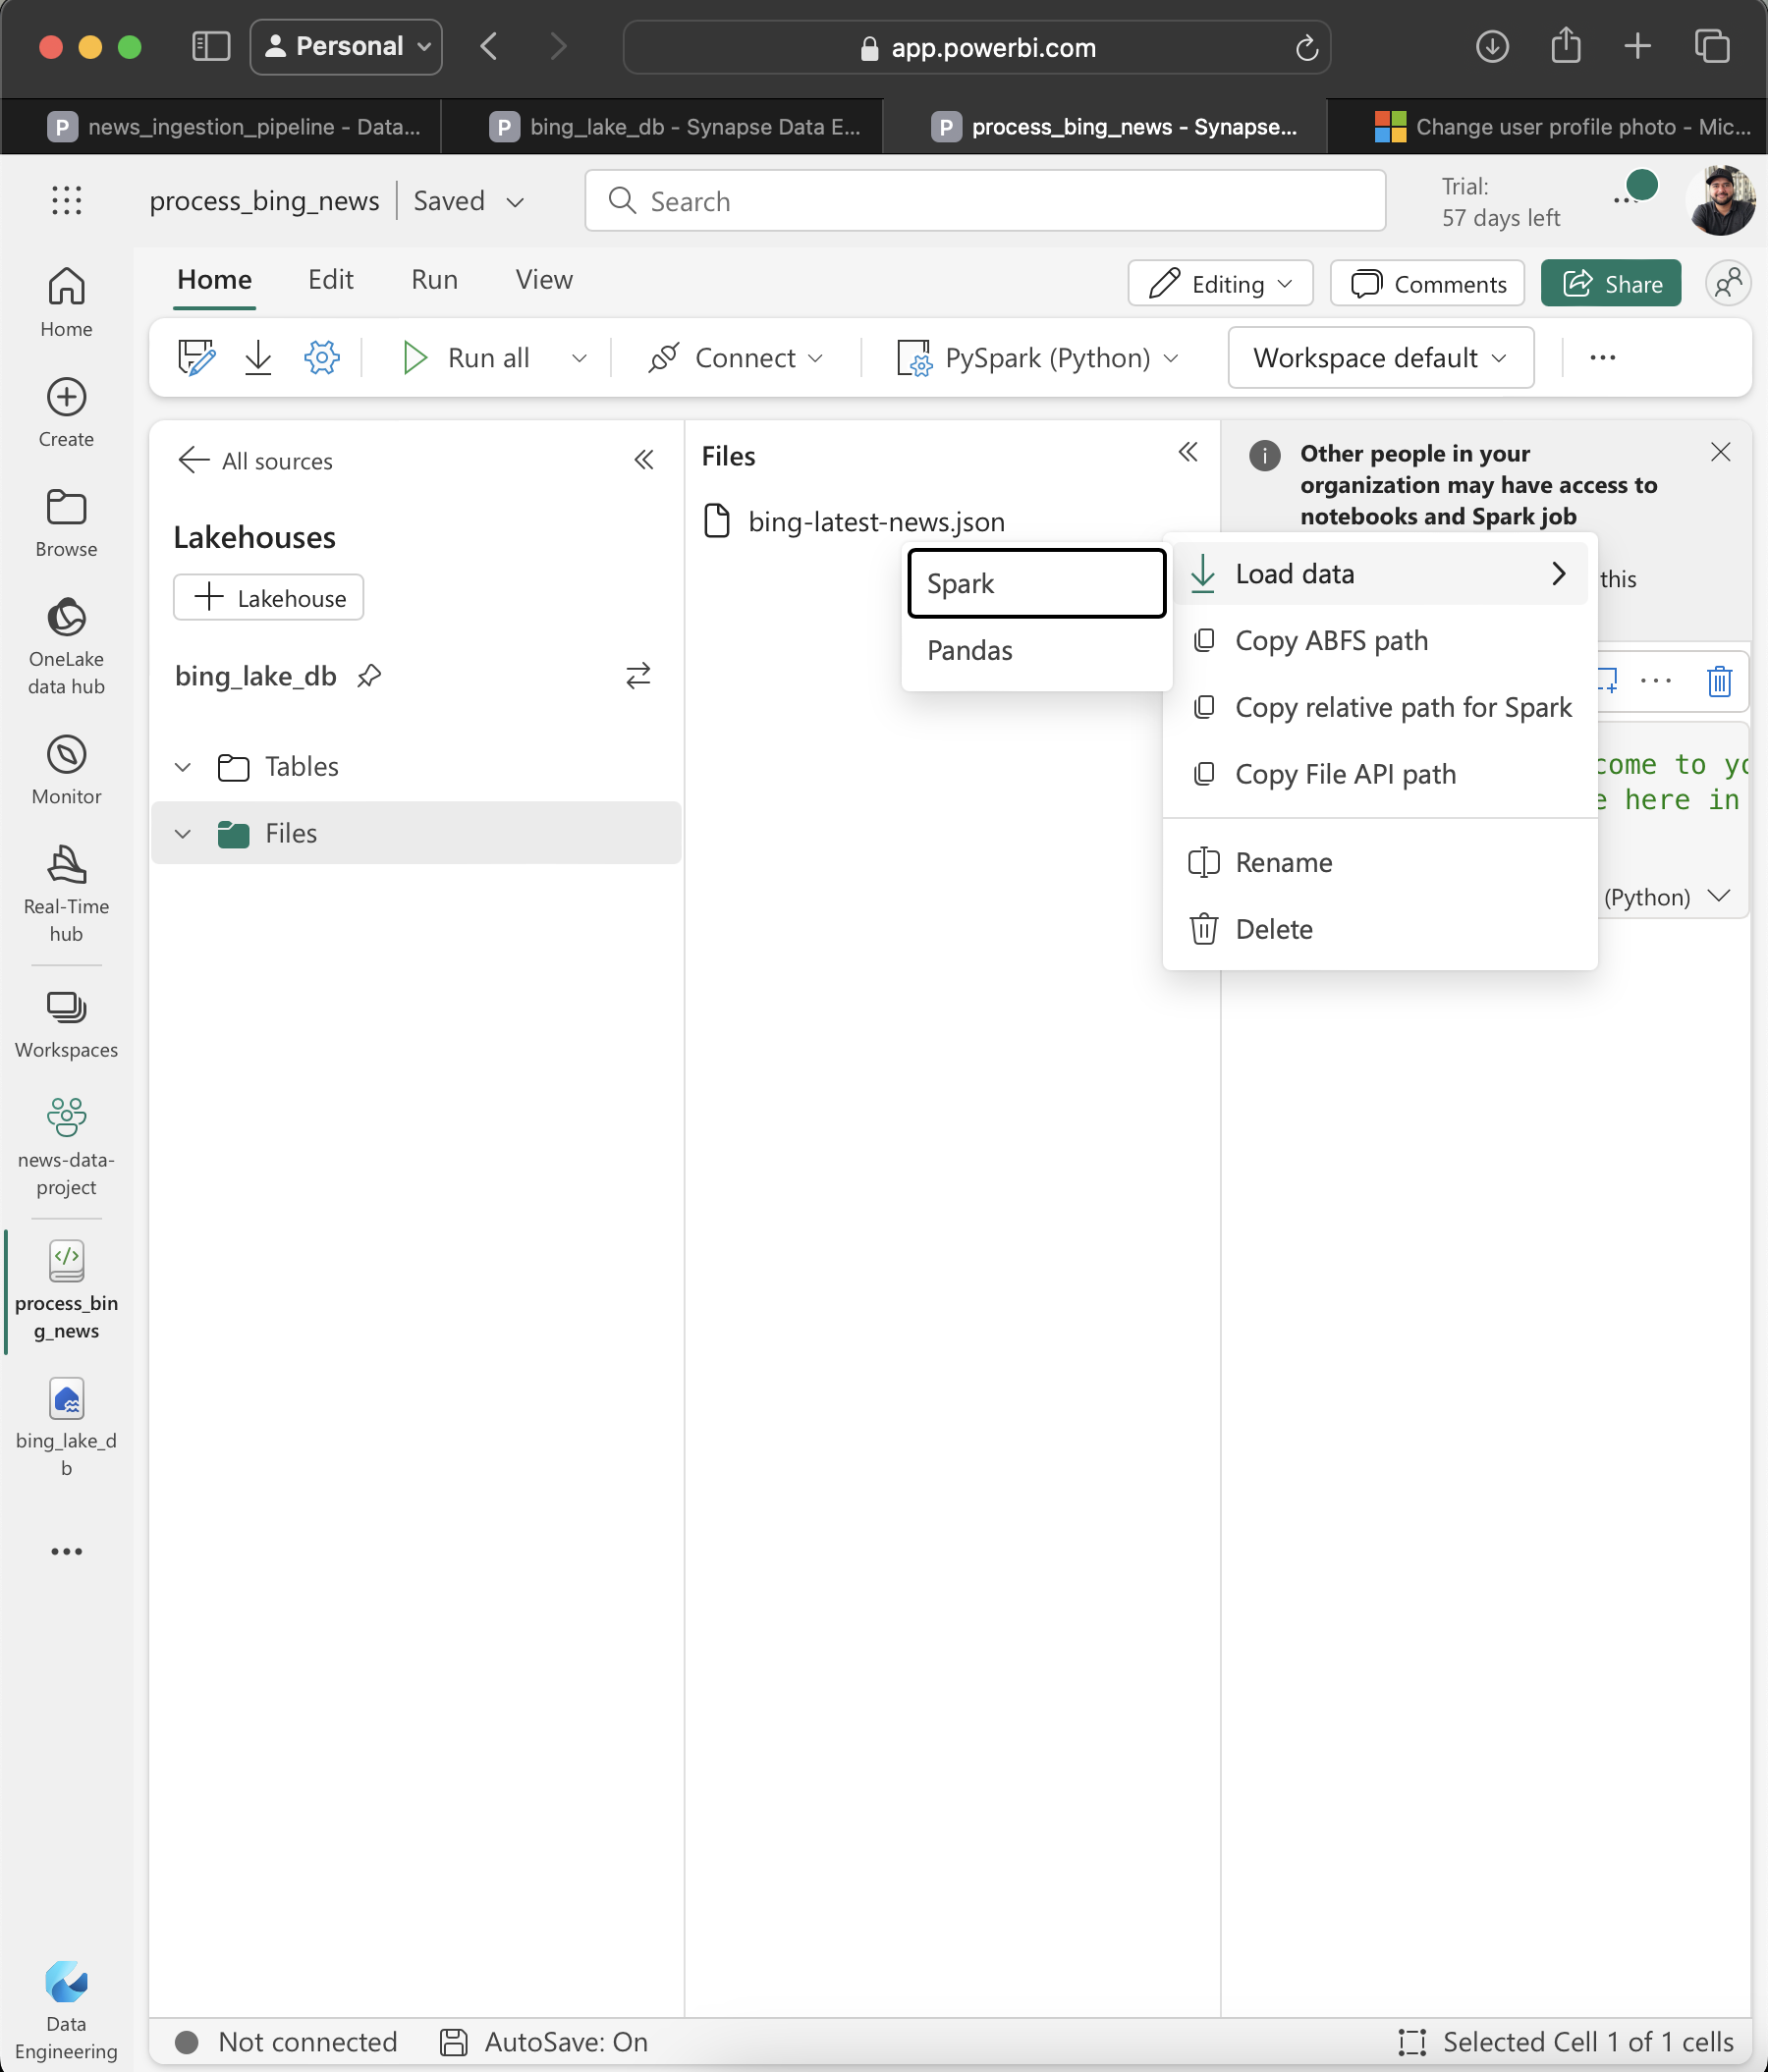 Personal
app.powerbi.com
P news_ingestion_pipeline - Data...
P bing_lake_db - Synapse Data E...
P process_bing_news - Synapse...
Change user profile photo - Mic...
process_bing_news
Saved
Search
Trial:
57 days left
Home
Edit
Run
View
Editing
Comments
Share
Run all
Connect
PySpark (Python)
Workspace default
Home
Create
Browse
OneLake
data hub
Monitor
Real-Time
hub
Workspaces
news-data-
project
process_bin
g_news
bing_lake_d
b
Data
Engineering
All sources
Lakehouses
Lakehouse
bing_lake_db
Tables
Files
Files
bing-latest-news.json
Spark
Pandas
Load data
Copy ABFS path
Copy relative path for Spark
Copy File API path
Rename
Delete
Other people in your
organization may have access to
notebooks and Spark job
this
come to yo
e here in
(Python)
Not connected
AutoSave: On
Selected Cell 1 of 1 cells